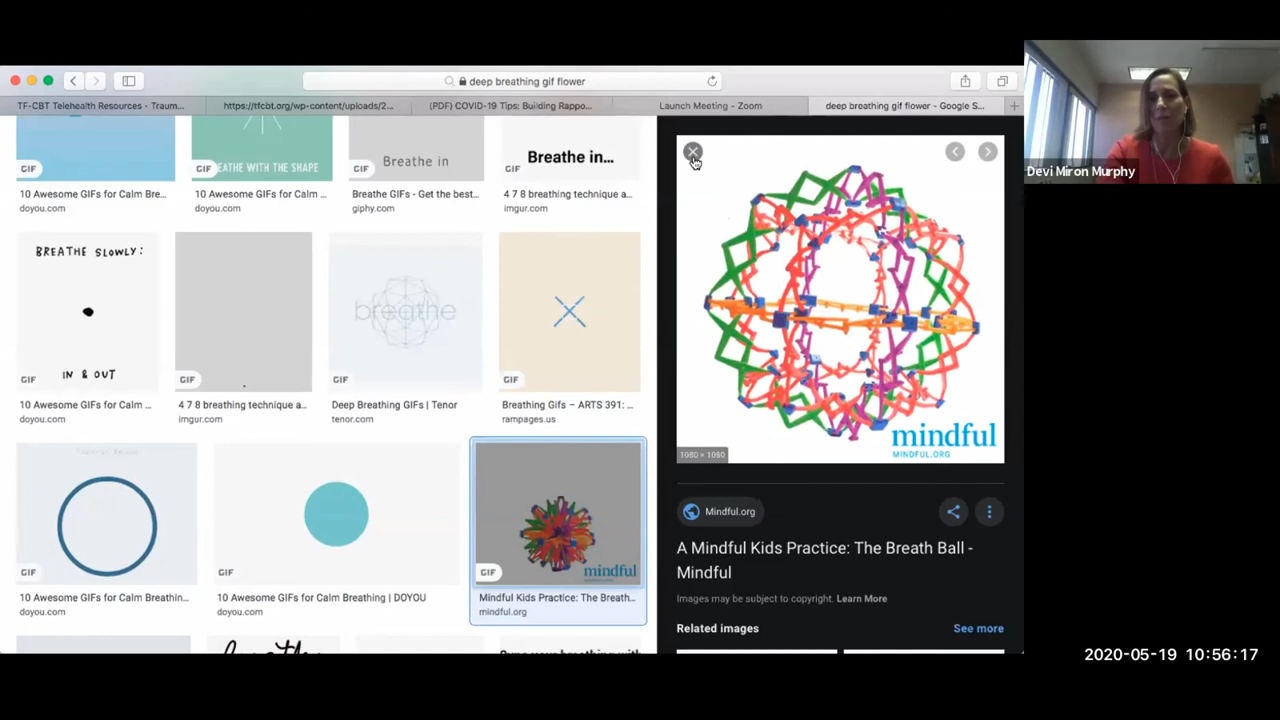 deep breathing gif flower
TF-CBT Telehealth Resources - Traum...
https://tfcbt.org/wp-content/uploads/2...
(PDF) COVID-19 Tips: Building Rappo...
Launch Meeting - Zoom
deep breathing gif flower - Google S...
Devi Miron Murphy
GIF
GIF
EATHE WITH THE SHAPE
GIF
Breathe in
GIF
Breathe in...
10 Awesome GIFs for Calm Bre...
doyou.com
10 Awesome GIFs for Calm ...
doyou.com
Breathe GIFs - Get the best...
giphy.com
4 7 8 breathing technique a...
imgur.com
BREATHE SLOWLY:
IN & OUT
GIF
GIF
breathe
GIF
GIF
10 Awesome GIFs for Calm ...
doyou.com
4 7 8 breathing technique a...
imgur.com
Deep Breathing GIFs | Tenor
tenor.com
Breathing Gifs – ARTS 391: ...
rampages.us
GIF
GIF
GIF
mindful
10 Awesome GIFs for Calm Breathin...
doyou.com
10 Awesome GIFs for Calm Breathing | DOYOU
doyou.com
Mindful Kids Practice: The Breath...
mindful.org
mindful
MINDFUL.ORG
1080 × 1080
Mindful.org
A Mindful Kids Practice: The Breath Ball -
Mindful
Images may be subject to copyright. Learn More
Related images
See more
2020-05-19 10:56:17